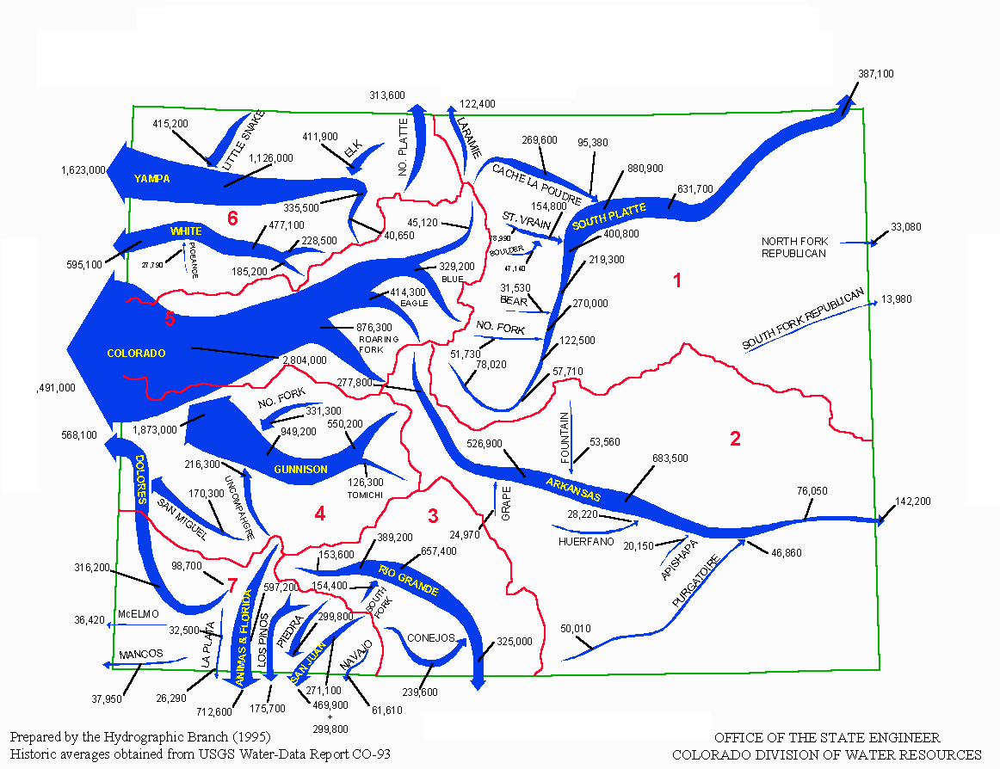 387,100
313,600
122,400
415,200
LITTLE SNAKE
411,900
ELK
NO. PLATTE
LARAMIE
269,600
95,380
1,623,000
YAMPA
1,126,000
CACHE LA POUDRE
880,900
335,500
6
40,650
45,120
ST. VRAIN
154,800
SOUTH PLATTE
631,700
WHITE
477,100
228,500
78,990
BOULDER
400,800
NORTH FORK
REPUBLICAN
33,080
595,100
27,790
PICEANCE
185,200
329,200
BLUE
47,140
219,300
1
414,300
EAGLE
31,530
BEAR
270,000
SOUTH FORK REPUBLICAN
13,980
5
876,300
ROARING
FORK
NO. FORK
122,500
COLORADO
2,804,000
51,730
78,020
57,710
,491,000
277,800
NO. FORK
331,300
1,873,000
949,200
550,200
568,100
526,900
FOUNTAIN
53,560
2
683,500
216,300
GUNNISON
126,300
TOMICHI
DOLORES
UNCOMPAHGRE
170,300
SAN MIGUEL
ARKANSAS
76,050
142,200
4
3
GRAPE
24,970
28,220
HUERFANO
20,150
APISHAPA
46,860
PURGATOIRE
389,200
657,400
153,600
316,200
98,700
7
597,200
154,400
RIO GRANDE
SOUTH
FORK
36,420
McELMO
32,500
LA PLATA
ANIMAS & FLORIDA
LOS PINOS
PIEDRA
299,800
SAN JUAN
NAVAJO
CONEJOS
325,000
50,010
MANCOS
37,950
26,290
712,600
175,700
271,100
469,900
+
299,800
61,610
239,600
Prepared by the Hydrographic Branch (1995)
Historic averages obtained from USGS Water-Data Report CO-93
OFFICE OF THE STATE ENGINEER
COLORADO DIVISION OF WATER RESOURCES